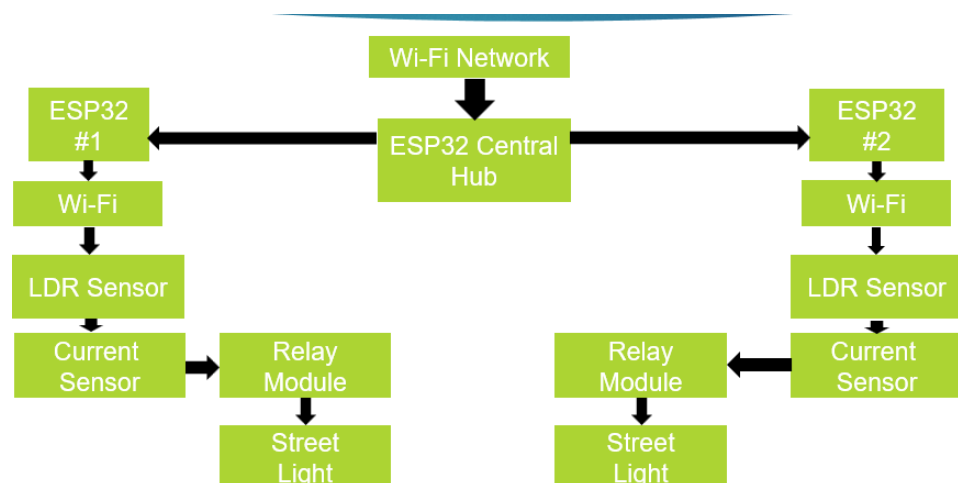 Wi-Fi Network
ESP32
#1
ESP32 Central
Hub
ESP32
#2
Wi-Fi
Wi-Fi
LDR Sensor
LDR Sensor
Current
Sensor
Relay
Module
Relay
Module
Current
Sensor
Street
Light
Street
Light